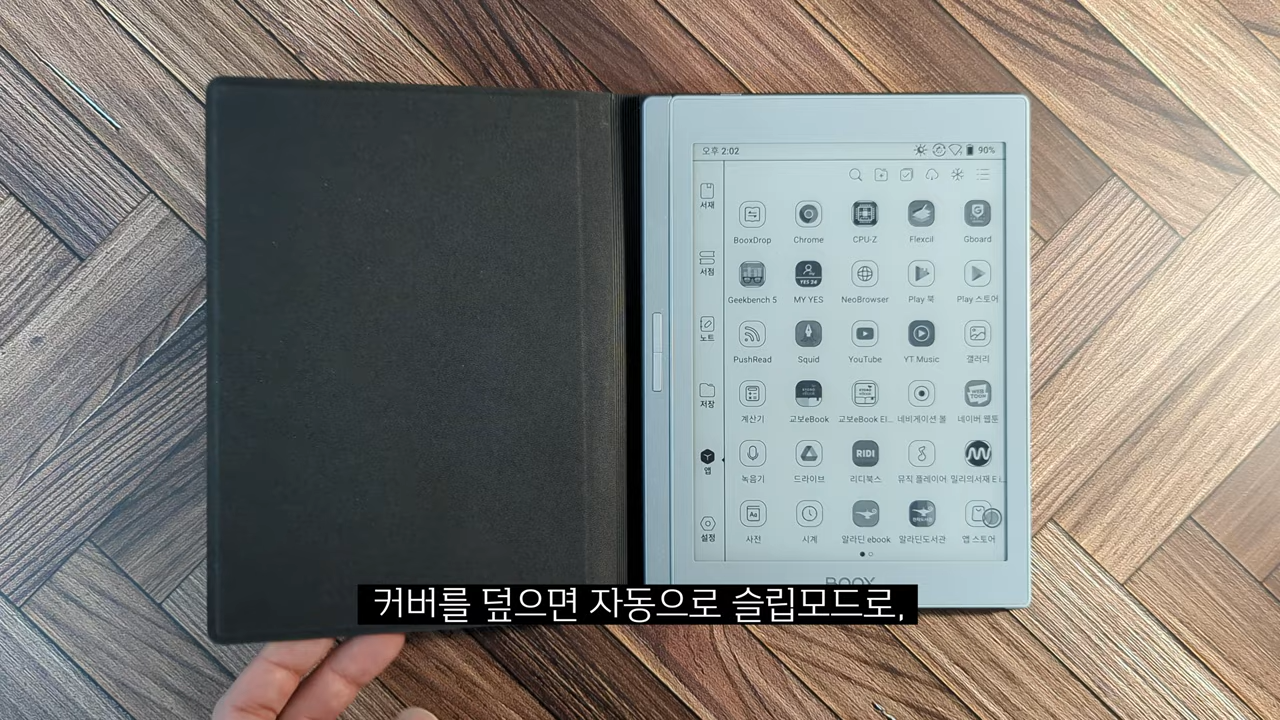 오후 2:02
90%
서재
서점
노트
저장
앱
설정
BooxDrop Chrome CPU-Z Flexcil Gboard
Geekbench 5 MY YES NeoBrowser Play 북 Play 스토어
PushRead Squid YouTube YT Music 갤러리
계산기 교보eBook 교보eBook EI... 네비게이션 볼 네이버 웹툰
녹음기 드라이브 리디북스 뮤직 플레이어 밀리의서재 E i...
사전 시계 알라딘 ebook 알라딘도서관 앱 스토어
YES 24
WEB TOON
RIDI
BOOX
커버를 덮으면 자동으로 슬립모드로,